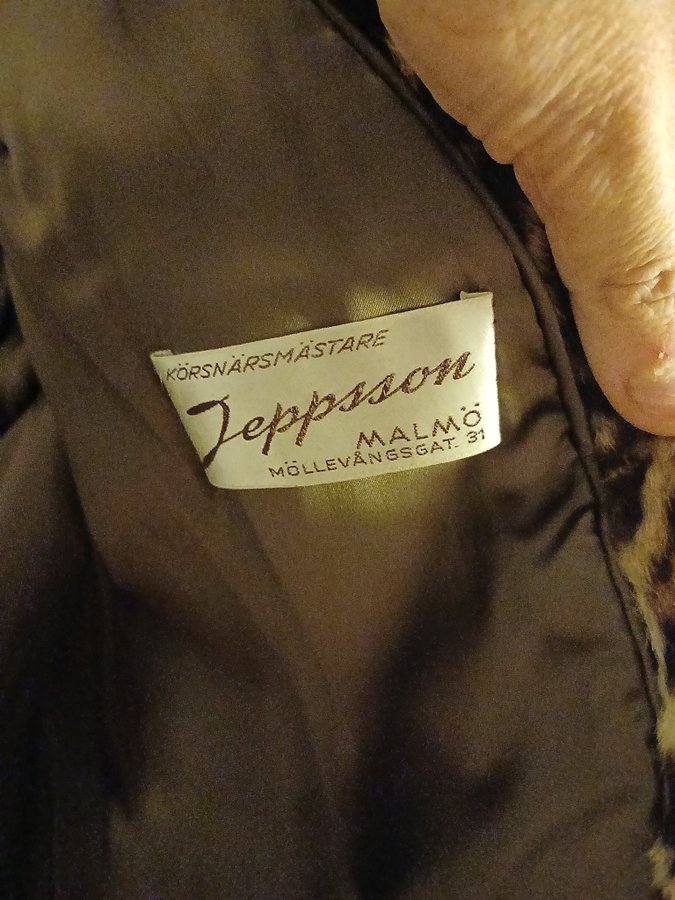 KÖRSNÄRSMÄSTARE
Jeppsson
MALMÖ
MÖLLEVÅNGSGAT. 31